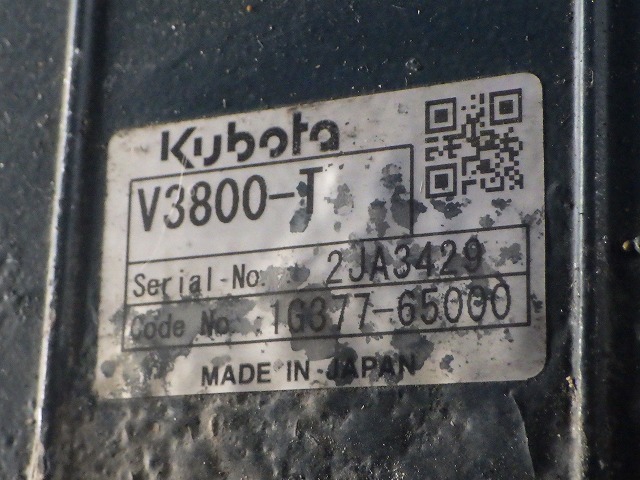 Kubota
V3800-T
Serial-No. 2JA3429
Code No. 1G377-65000
MADE IN JAPAN